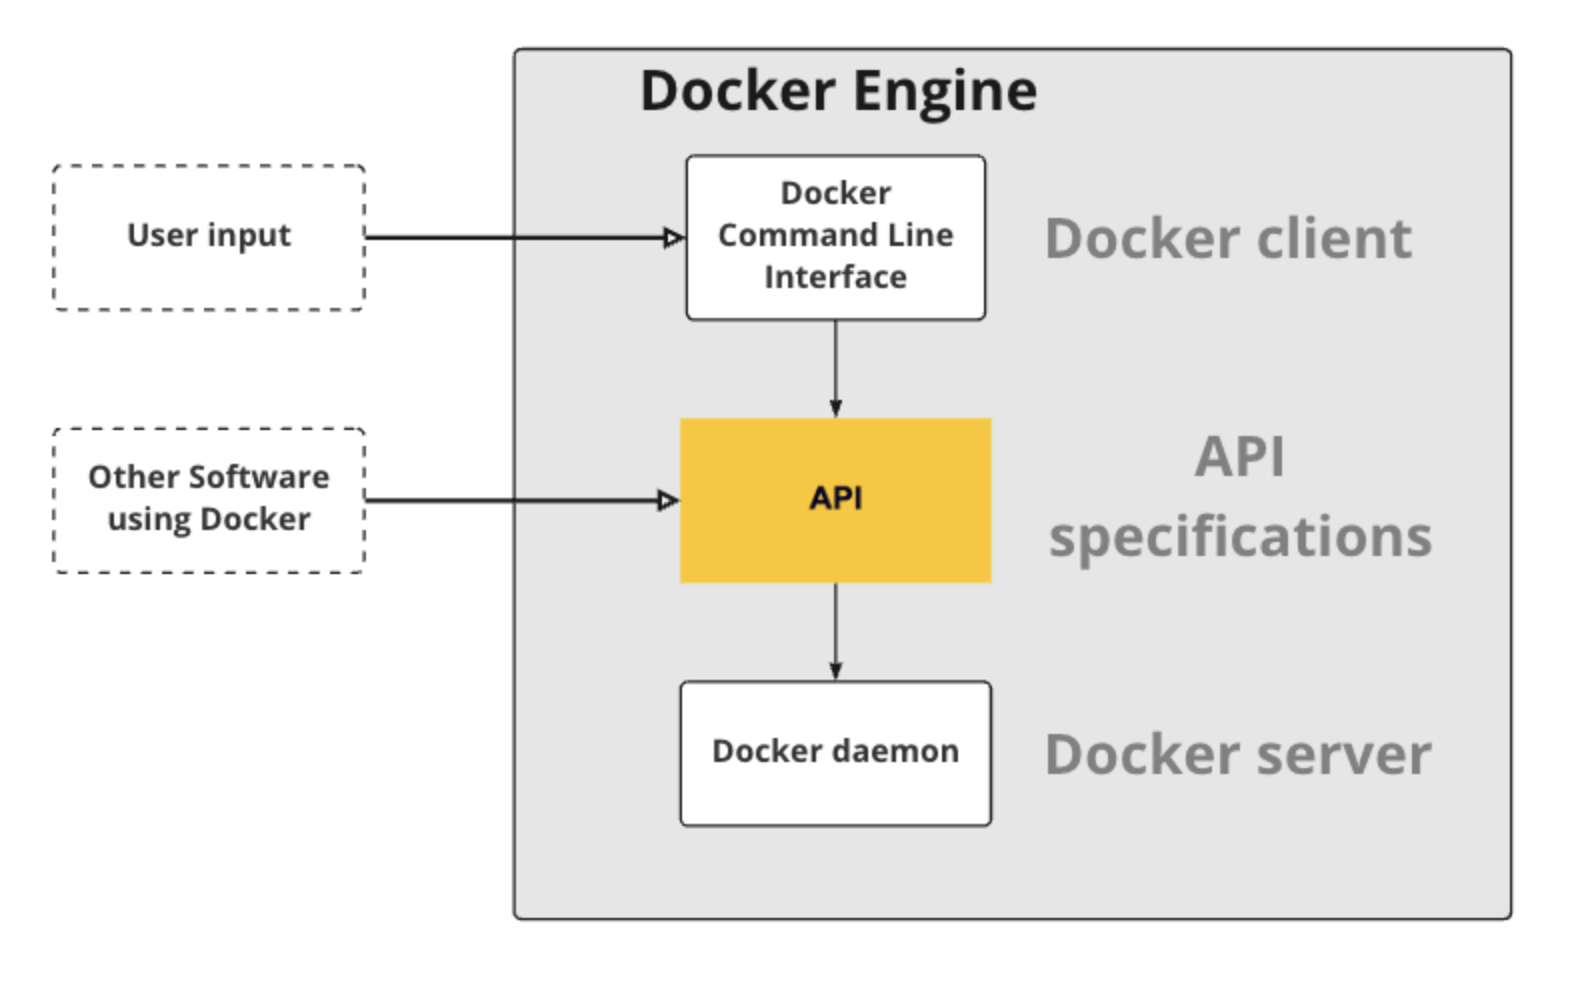 Docker Engine
User input
Docker
Command Line
Interface
Docker client
Other Software
using Docker
API
API
specifications
Docker daemon
Docker server